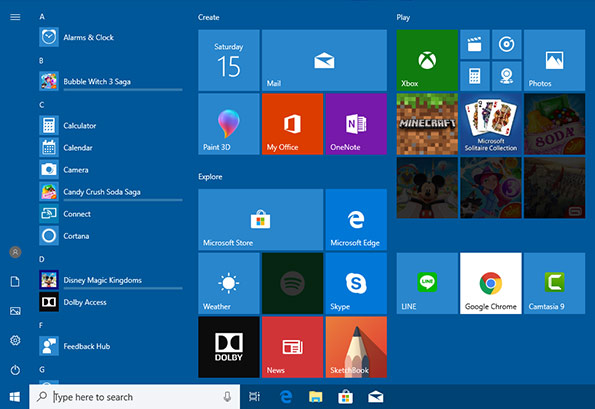 A
Alarms & Clock
B
Bubble Witch 3 Saga
C
Calculator
Calendar
Camera
Candy Crush Soda Saga
Connect
Cortana
D
Disney Magic Kingdoms
Dolby Access
F
Feedback Hub
G
Create
Saturday
15
Mail
Paint 3D
My Office
N
OneNote
Explore
Microsoft Store
Microsoft Edge
Weather
Skype
DOLBY
News
SketchBook
Play
Xbox
Photos
MINECRAFT
Microsoft
Solitaire Collection
SODA
LINE
LINE
Google Chrome
Camtasia 9
Type here to search